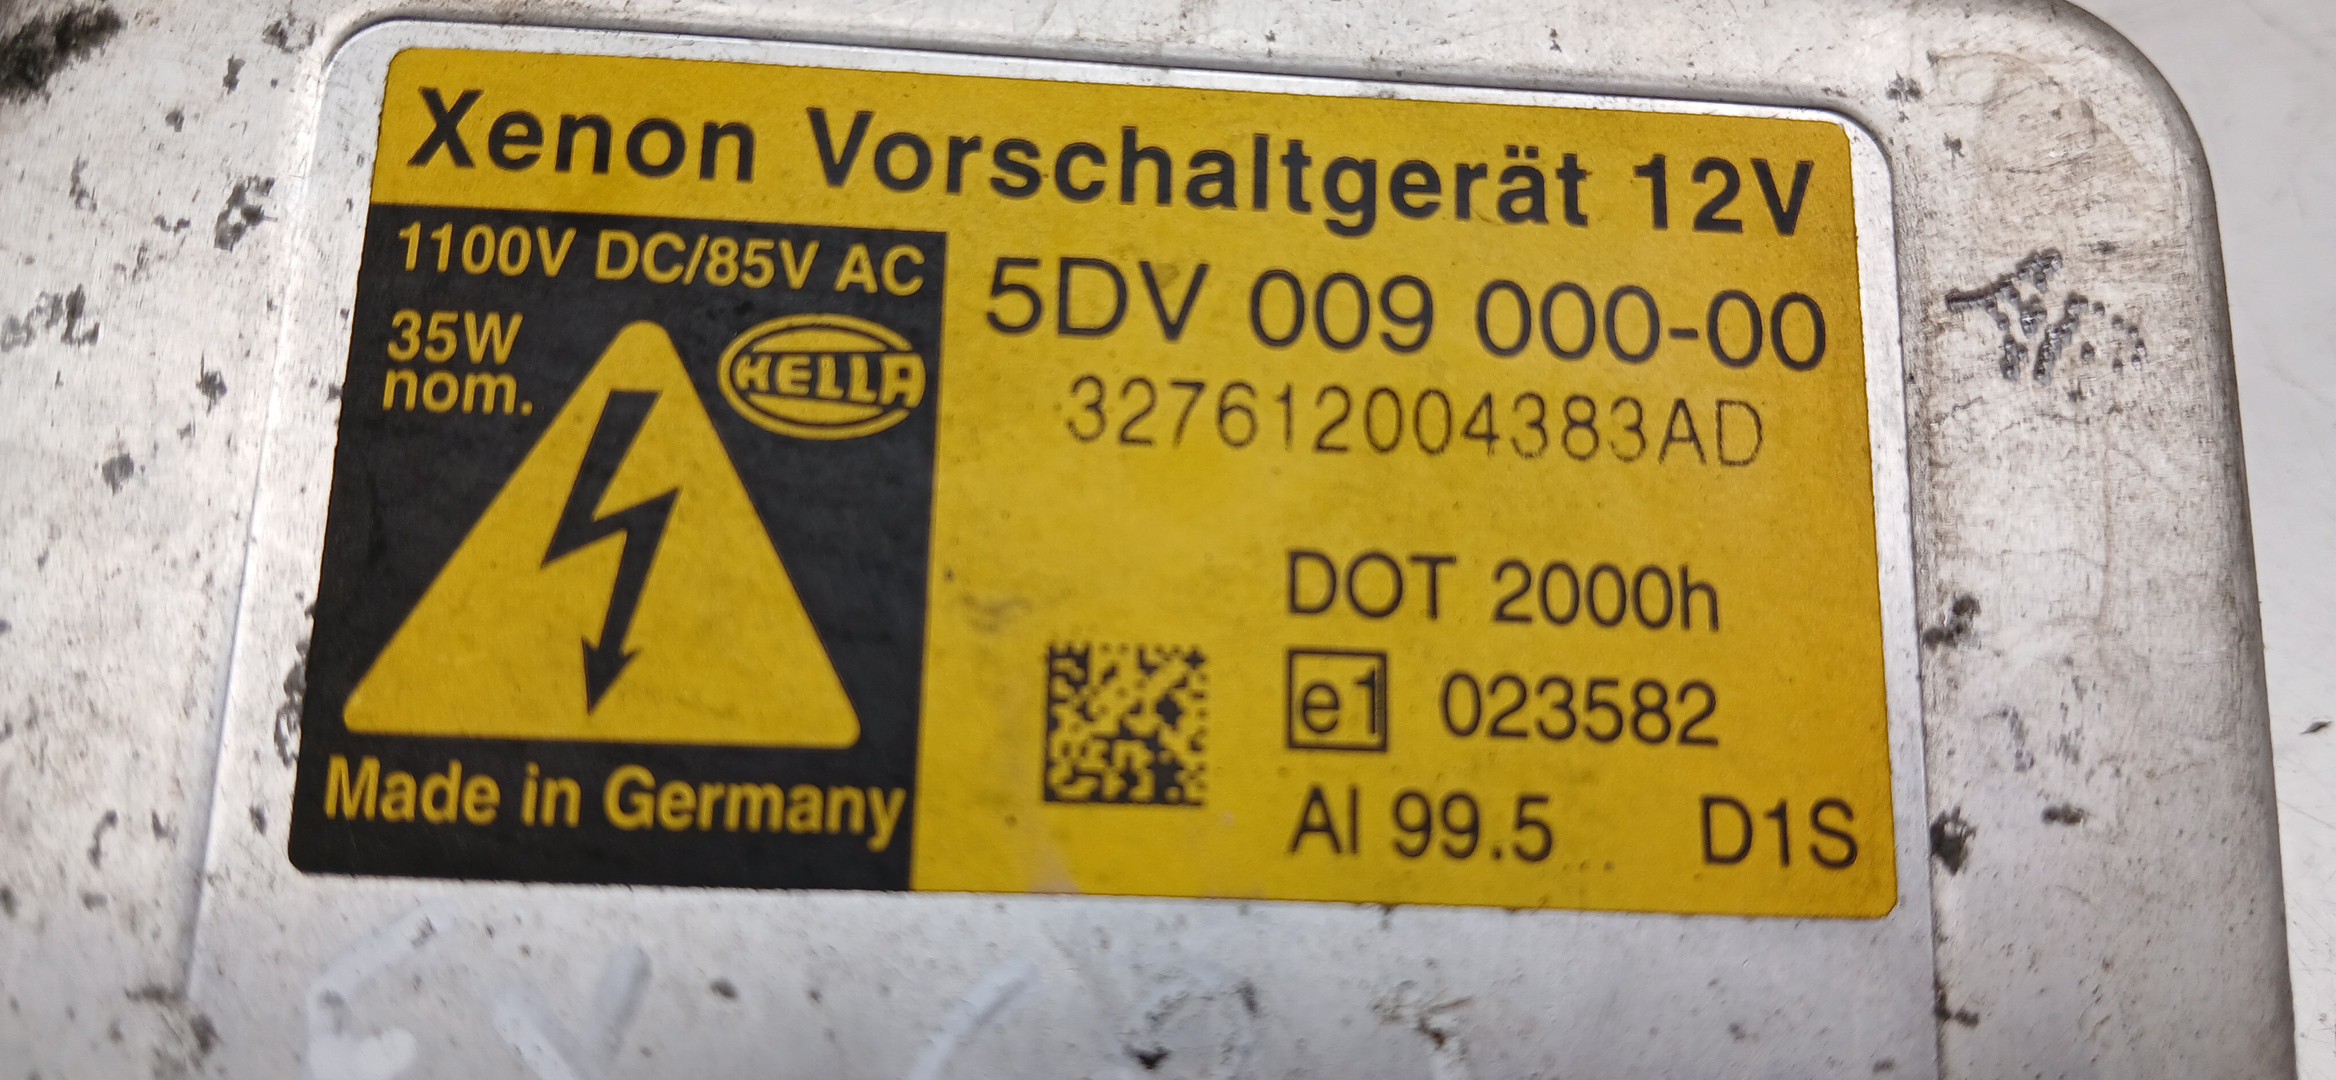 Xenon Vorschaltgerät 12V
1100V DC/85V AC
35W
nom.
HELLA
Made in Germany
5DV 009 000-00
327612004383AD
DOT 2000h
e1 023582
Al 99.5 D1S